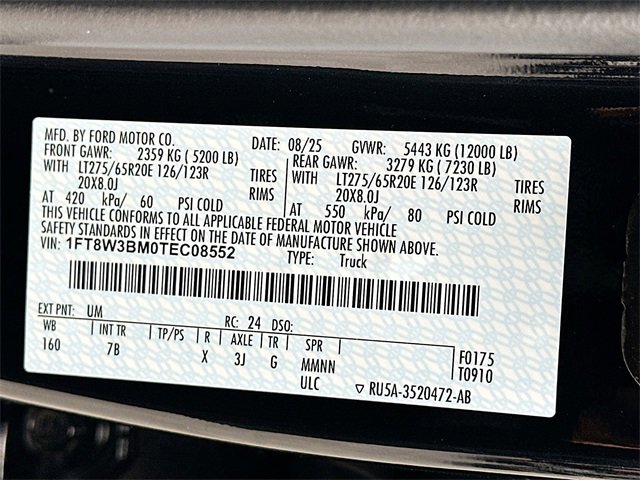 MFD. BY FORD MOTOR CO. DATE: 08/25 GVWR: 5443 KG (12000 LB)
FRONT GAWR: 2359 KG ( 5200 LB) REAR GAWR: 3279 KG ( 7230 LB)
WITH LT275/65R20E 126/123R TIRES WITH LT275/65R20E 126/123R TIRES
20X8.0J RIMS 20X8.0J RIMS
AT 420 kPa/ 60 PSI COLD AT 550 kPa/ 80 PSI COLD
THIS VEHICLE CONFORMS TO ALL APPLICABLE FEDERAL MOTOR VEHICLE
SAFETY STANDARDS IN EFFECT ON THE DATE OF MANUFACTURE SHOWN ABOVE.
VIN: 1FT8W3BM0TEC08552 TYPE: Truck
EXT PNT: UM RC: 24 DSO:
WB INT TR TP/PS R AXLE TR SPR F0175
160 7B X 3J G MMNN T0910
ULC ▽ RU5A-3520472-AB